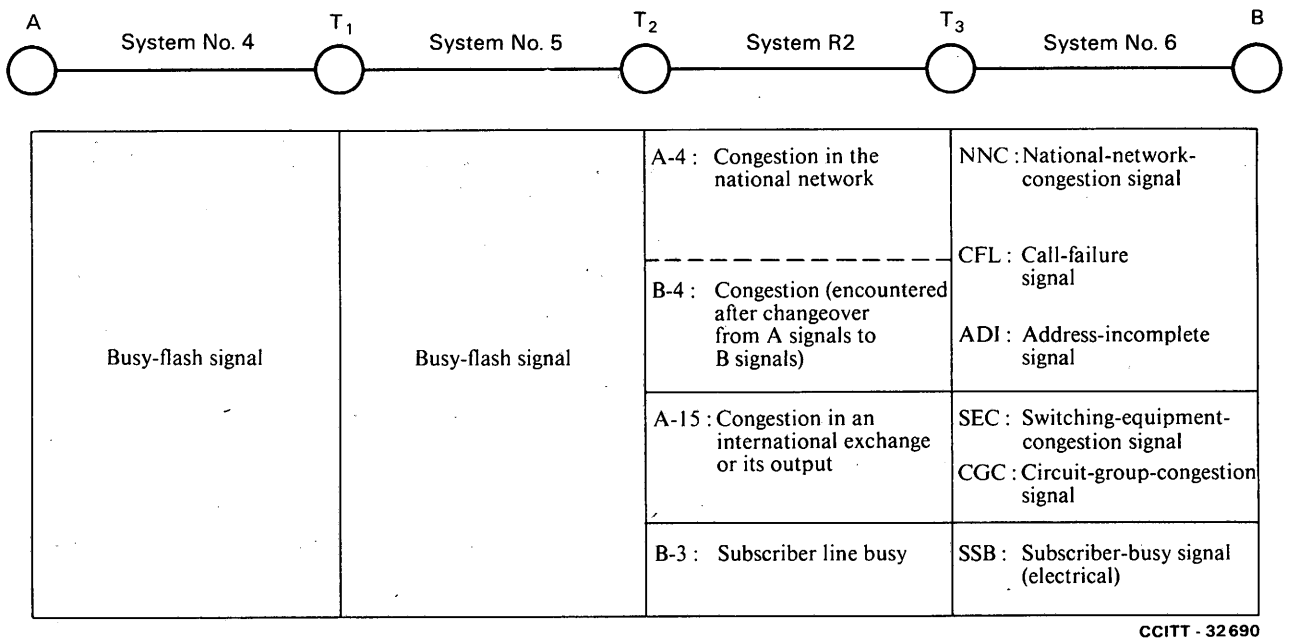 A
T1
T2
T3
B
System No. 4
System No. 5
System R2
System No. 6
Busy-flash signal
Busy-flash signal
A-4 : Congestion in the
national network
B-4 : Congestion (encountered
after changeover
from A signals to
B signals)
A-15 : Congestion in an
international exchange
or its output
B-3 : Subscriber line busy
NNC : National-network-
congestion signal
CFL : Call-failure
signal
ADI : Address-incomplete
signal
SEC : Switching-equipment-
congestion signal
CGC : Circuit-group-congestion
signal
SSB : Subscriber-busy signal
(electrical)
CCITT - 32690